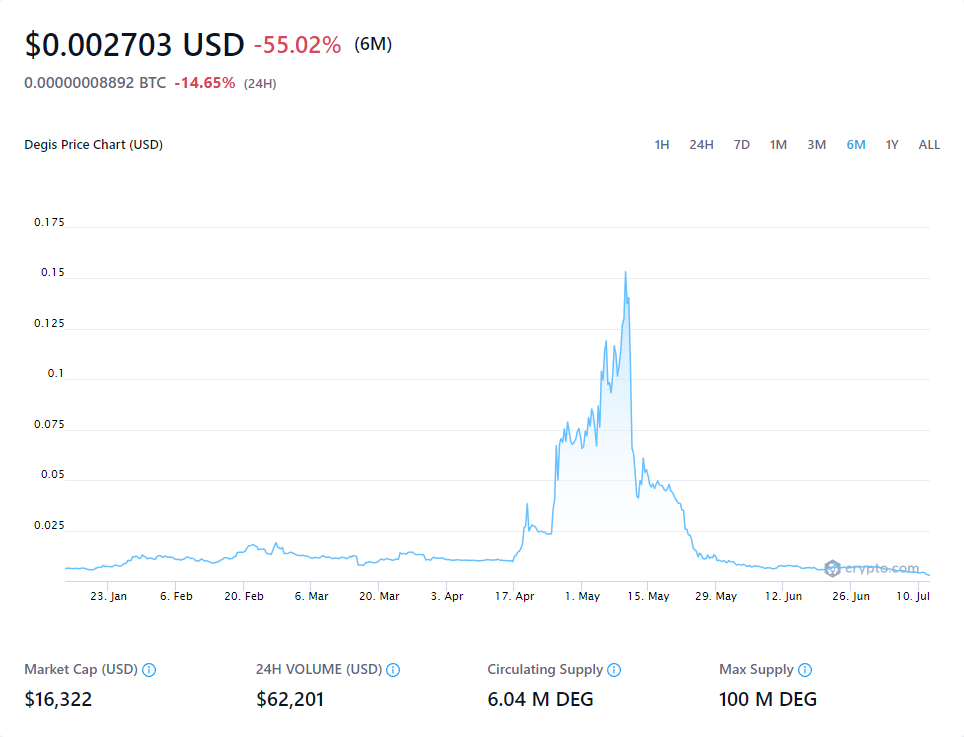 $0.002703 USD -55.02% (6M)
0.00000008892 BTC -14.65% (24H)
Degis Price Chart (USD) 1H 24H 7D 1M 3M 6M 1Y ALL
0.175
0.15
0.125
0.1
0.075
0.05
0.025
crypto.com
23. Jan 6. Feb 20. Feb 6. Mar 20. Mar 3. Apr 17. Apr 1. May 15. May 29. May 12. Jun 26. Jun 10. Jul
Market Cap (USD) 24H VOLUME (USD) Circulating Supply Max Supply
$16,322 $62,201 6.04 M DEG 100 M DEG